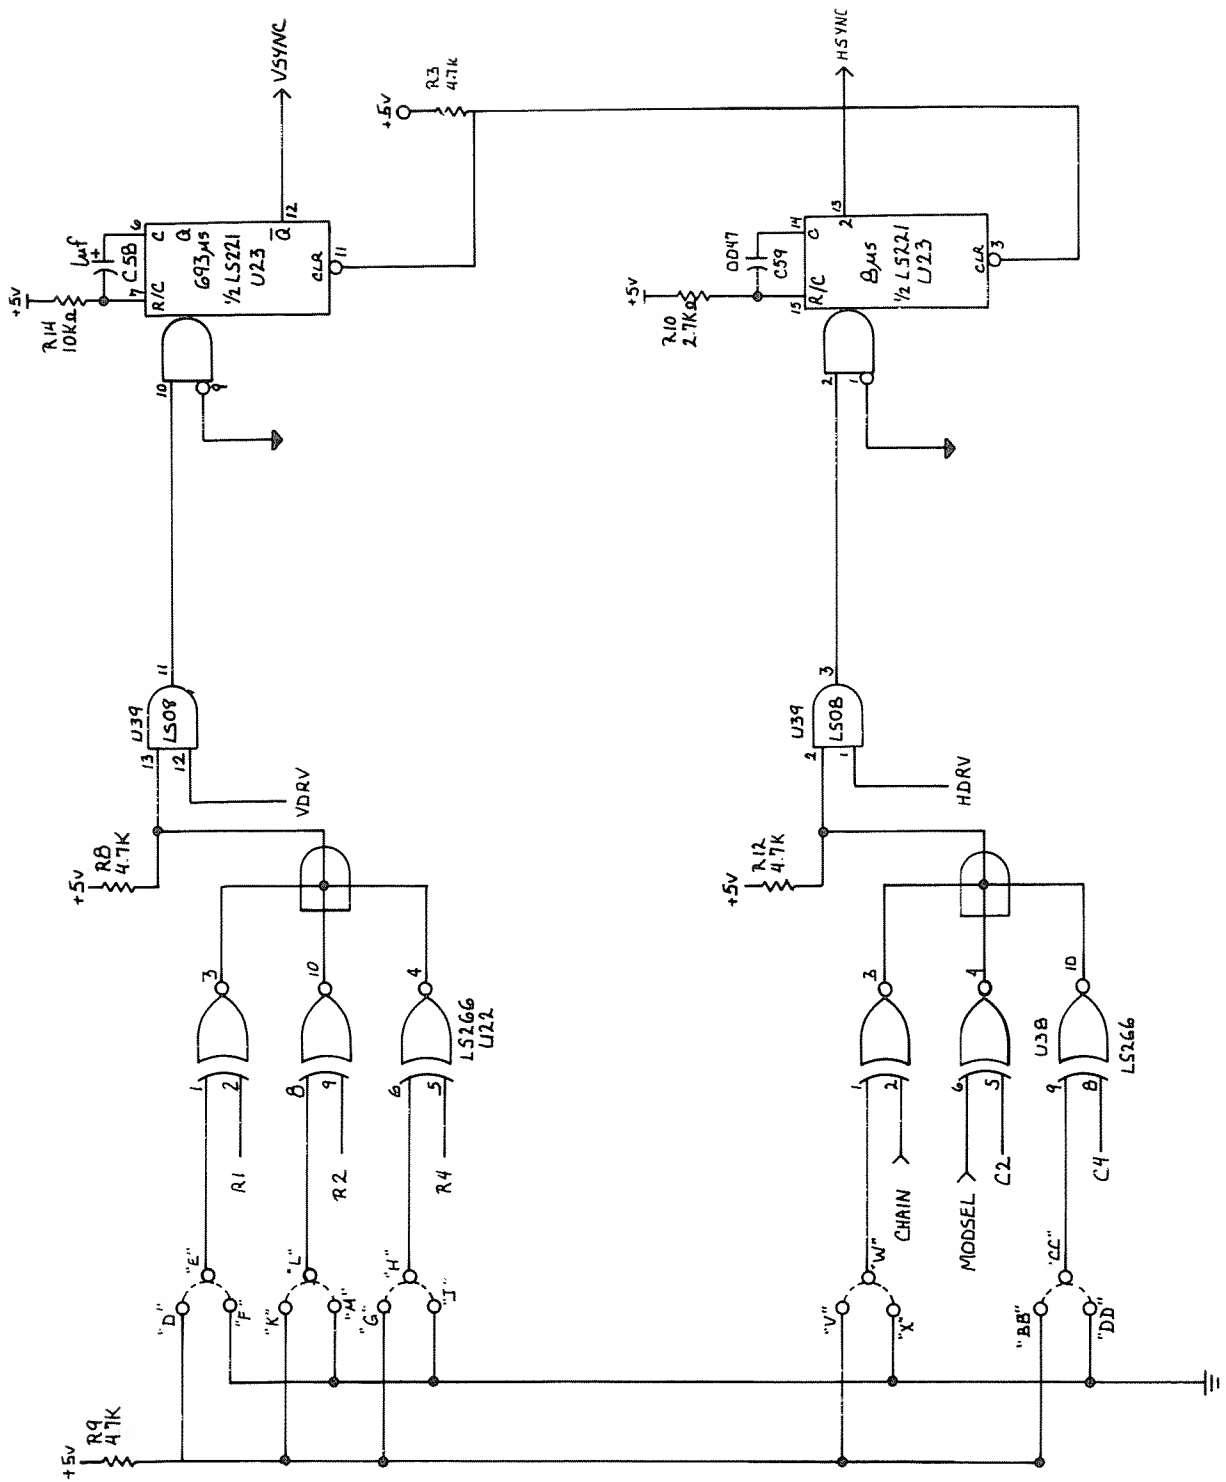 +5v
R9
4.7K
"D"
"E"
"F"
"K"
"L"
"M"
"G"
"H"
"J"
"V"
"W"
"X"
"BB"
"CC"
"DD"
1
2
R1
3
8
9
R2
10
6
5
R4
4
LS266
U22
1
2
CHAIN
3
6
5
MODSEL
C2
4
9
8
C4
10
U38
LS266
+5v
R8
4.7K
13
12
U39
LS08
11
VDRV
+5v
R12
4.7K
2
1
U39
LS08
3
HDRV
10
9
+5v
R14
10KΩ
1uf
+
C58
7
6
R/C
C
Q
693µs
1/2 LS221
U23
Q̅
12
CLR
11
VSYNC
+5v
R3
4.7K
2
1
+5v
R10
2.7KΩ
0047
C59
15
14
R/C
C
8µs
1/2 LS221
U23
2
13
CLR
3
HSYNC